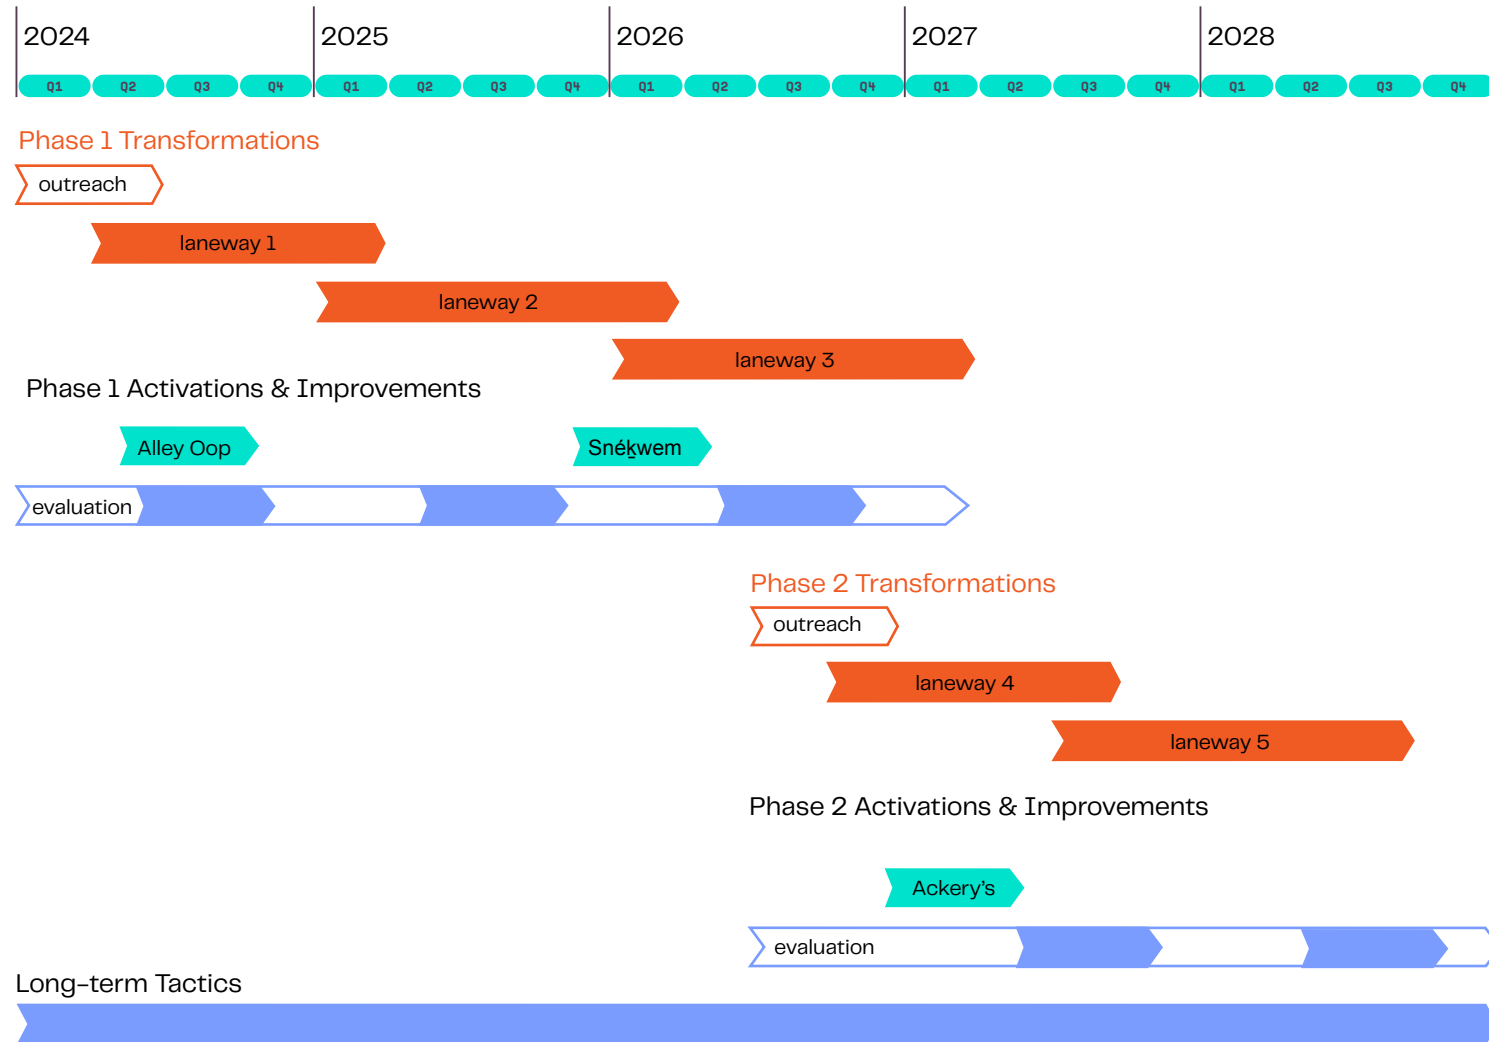 2024 2025 2026 2027 2028
Q1 Q2 Q3 Q4 Q1 Q2 Q3 Q4 Q1 Q2 Q3 Q4 Q1 Q2 Q3 Q4 Q1 Q2 Q3 Q4
Phase 1 Transformations
outreach
laneway 1
laneway 2
laneway 3
Phase 1 Activations & Improvements
Alley Oop
Snéḵwem
evaluation
Phase 2 Transformations
outreach
laneway 4
laneway 5
Phase 2 Activations & Improvements
Ackery’s
evaluation
Long-term Tactics